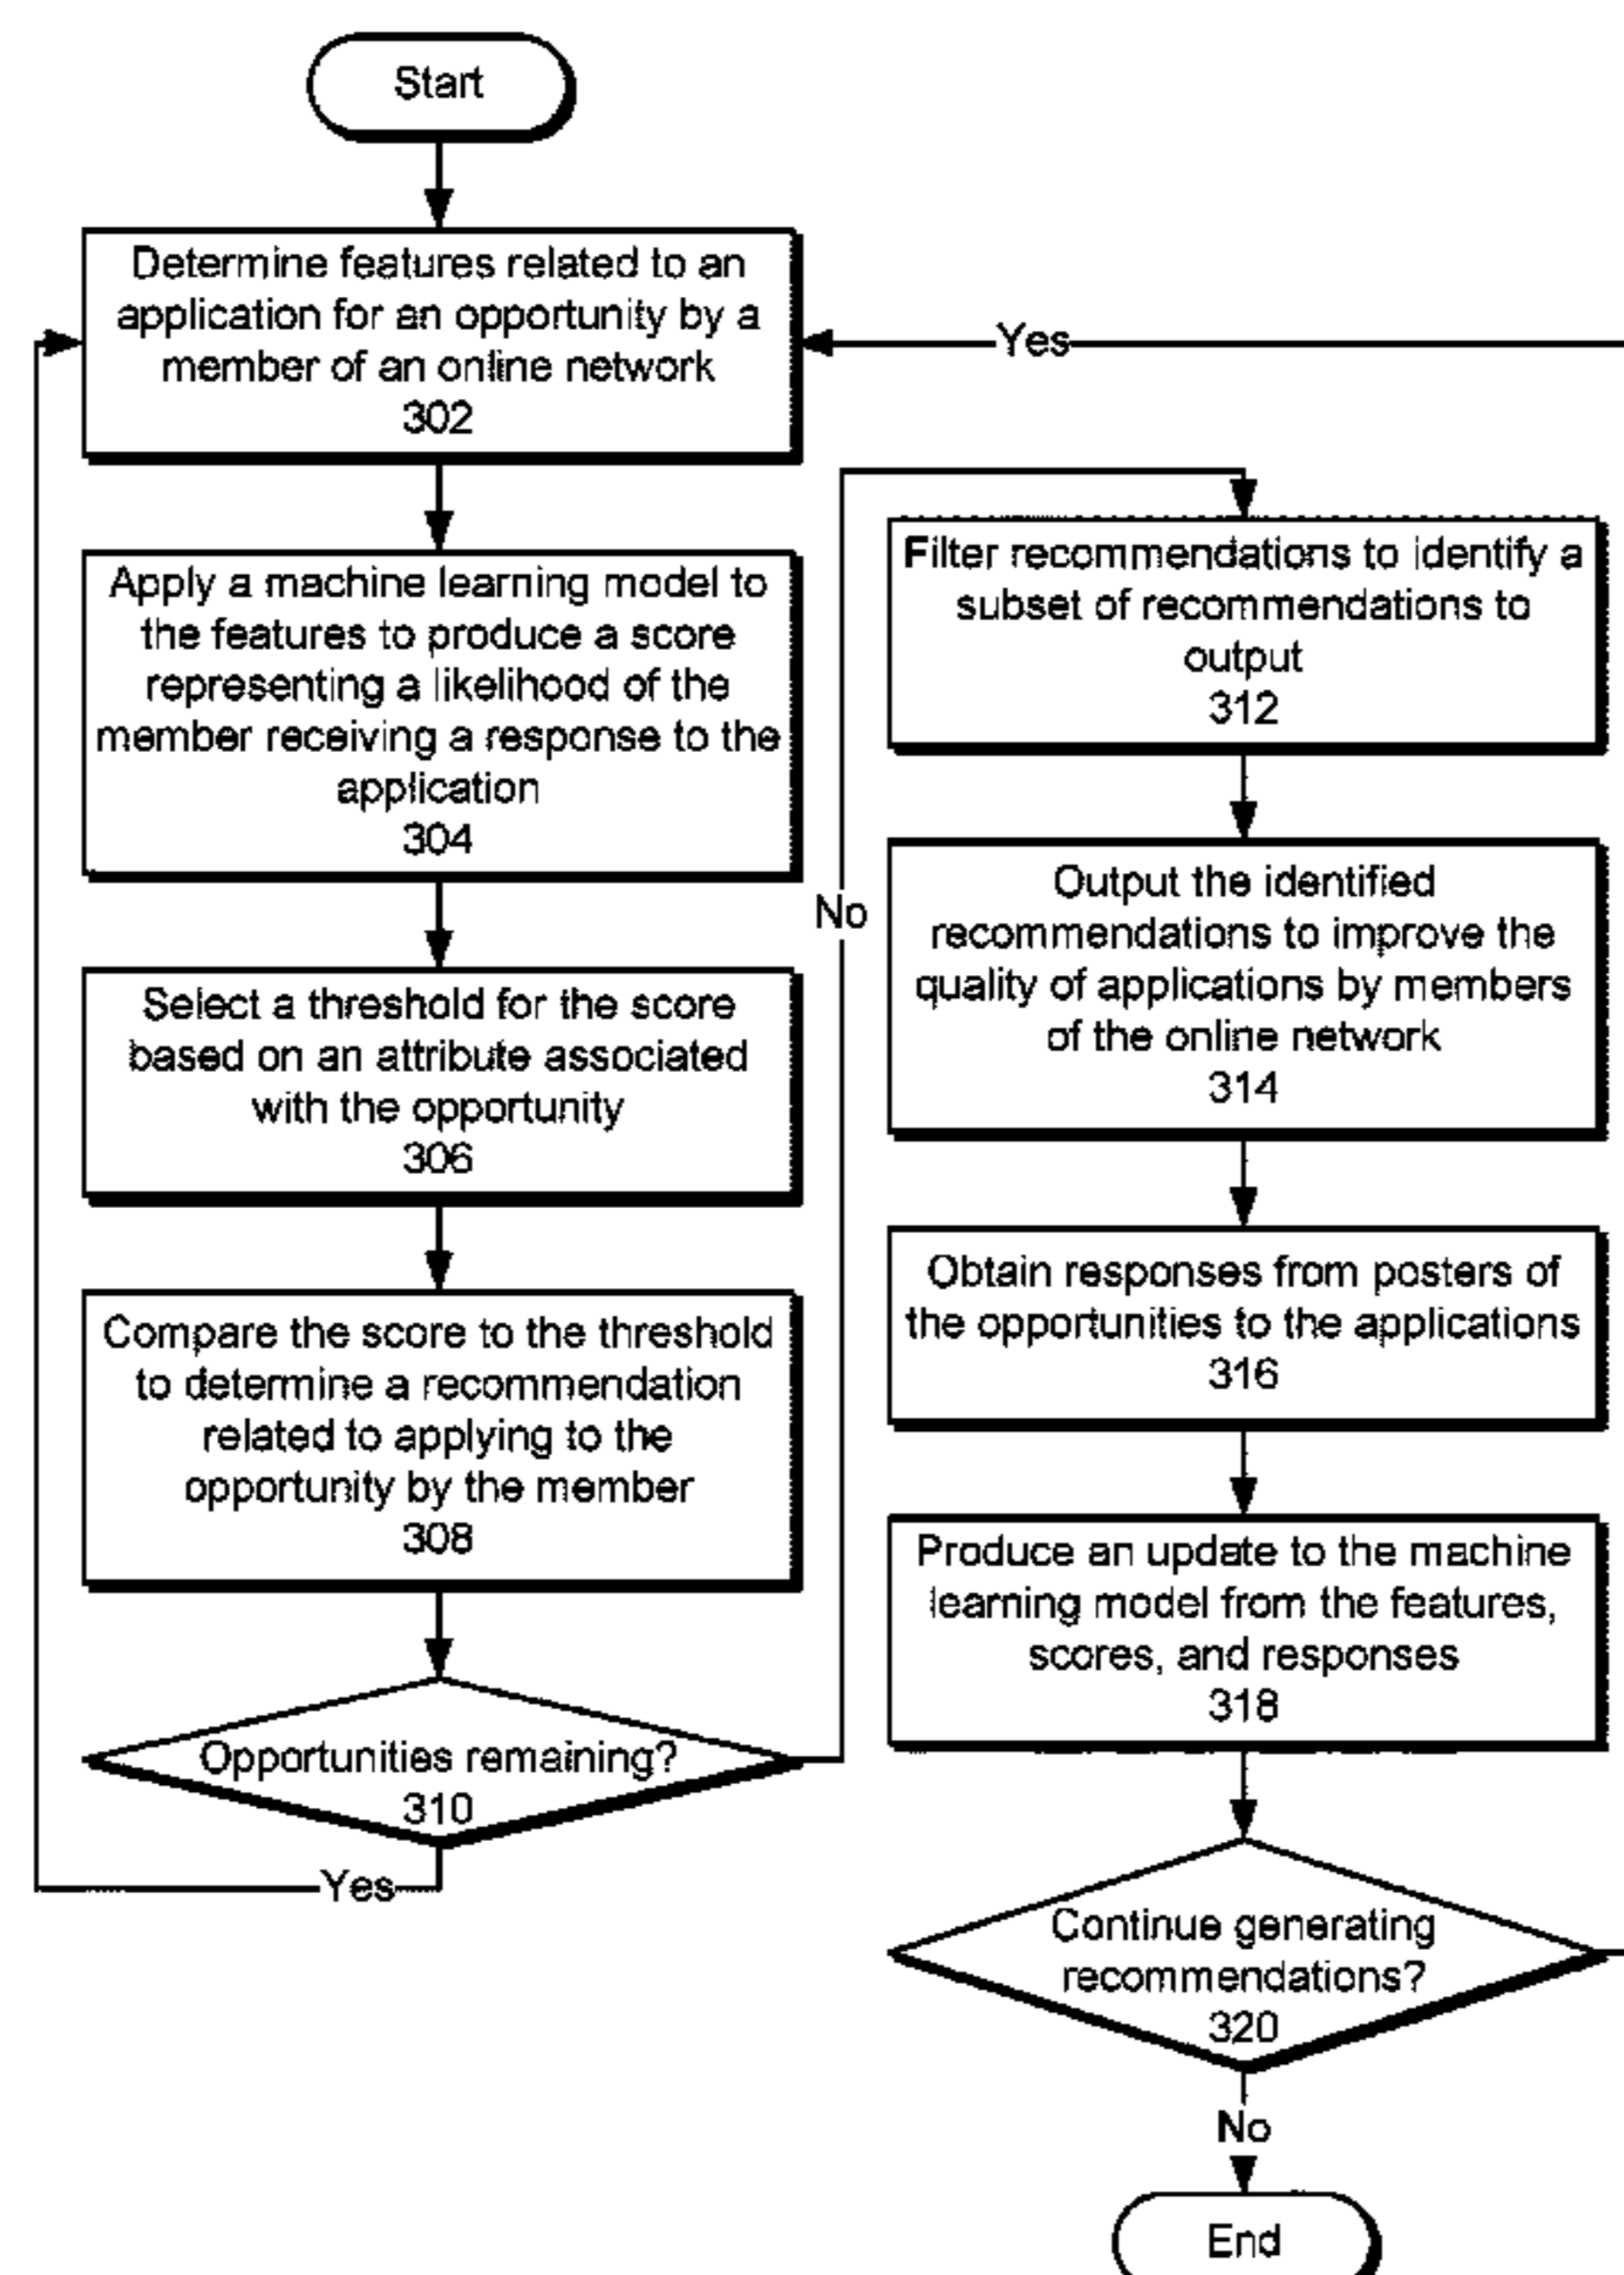 Start
Determine features related to an
application for an opportunity by a
member of an online network
302
Apply a machine learning model to
the features to produce a score
representing a likelihood of the
member receiving a response to the
application
304
Select a threshold for the score
based on an attribute associated
with the opportunity
306
Compare the score to the threshold
to determine a recommendation
related to applying to the
opportunity by the member
308
Opportunities remaining?
310
Yes
No
Filter recommendations to identify a
subset of recommendations to
output
312
Output the identified
recommendations to improve the
quality of applications by members
of the online network
314
Obtain responses from posters of
the opportunities to the applications
316
Produce an update to the machine
learning model from the features,
scores, and responses
318
Continue generating
recommendations?
320
Yes
No
End